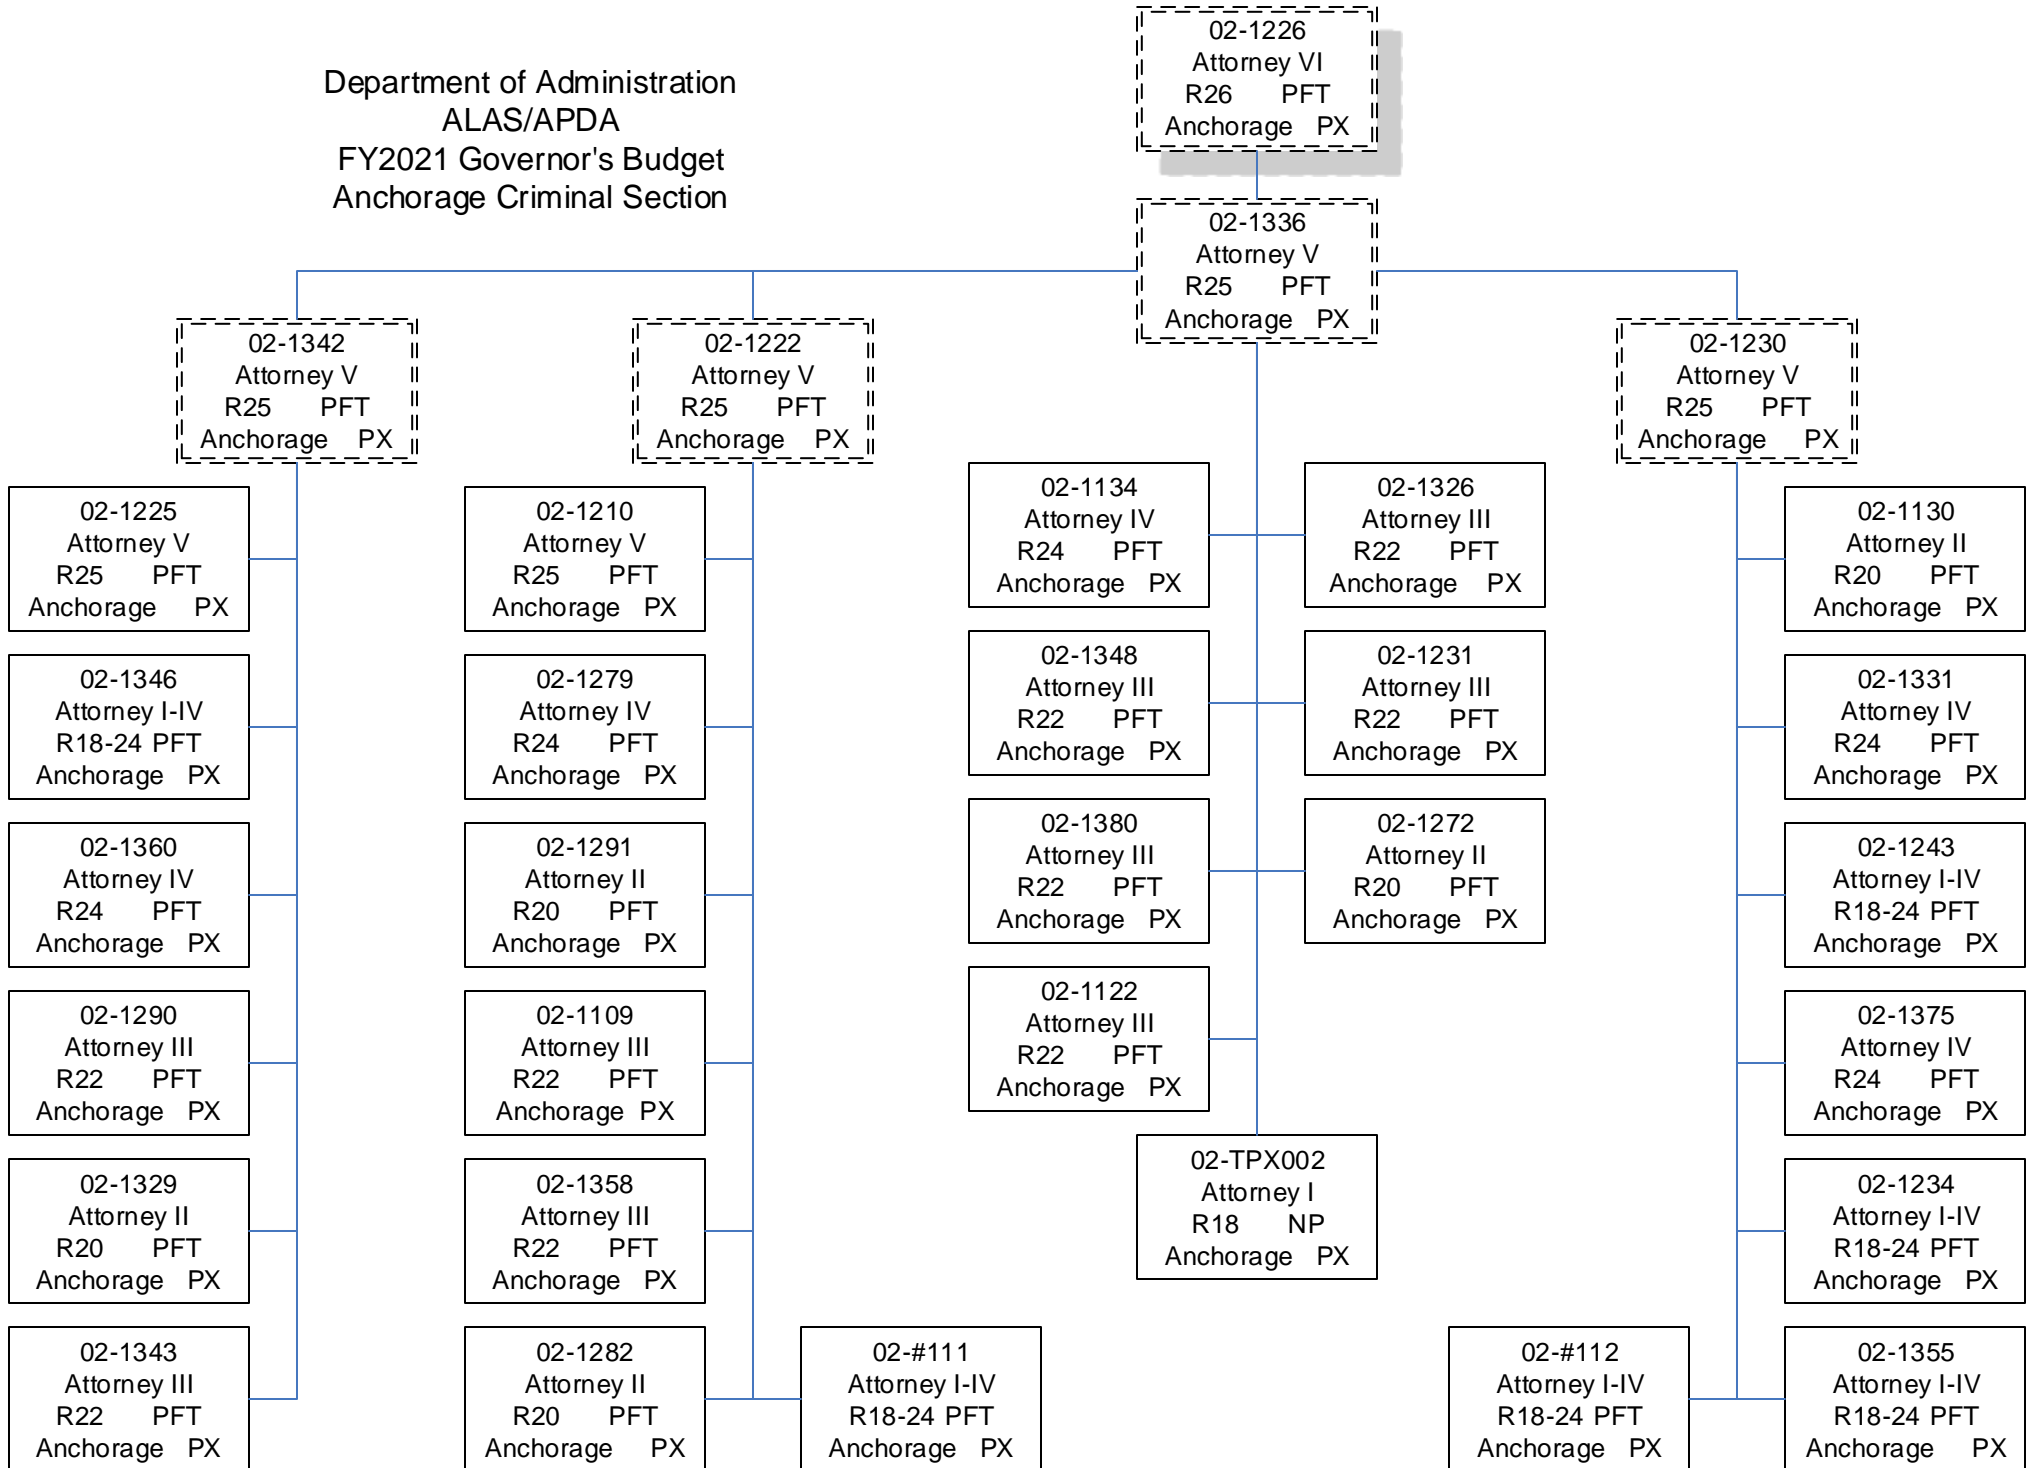 Department of Administration
ALAS/APDA
FY2021 Governor's Budget
Anchorage Criminal Section
02-1226
Attorney VI
R26 PFT
Anchorage PX
02-1336
Attorney V
R25 PFT
Anchorage PX
02-1342
Attorney V
R25 PFT
Anchorage PX
02-1222
Attorney V
R25 PFT
Anchorage PX
02-1230
Attorney V
R25 PFT
Anchorage PX
02-1225
Attorney V
R25 PFT
Anchorage PX
02-1346
Attorney I-IV
R18-24 PFT
Anchorage PX
02-1360
Attorney IV
R24 PFT
Anchorage PX
02-1290
Attorney III
R22 PFT
Anchorage PX
02-1329
Attorney II
R20 PFT
Anchorage PX
02-1343
Attorney III
R22 PFT
Anchorage PX
02-1210
Attorney V
R25 PFT
Anchorage PX
02-1279
Attorney IV
R24 PFT
Anchorage PX
02-1291
Attorney II
R20 PFT
Anchorage PX
02-1109
Attorney III
R22 PFT
Anchorage PX
02-1358
Attorney III
R22 PFT
Anchorage PX
02-1282
Attorney II
R20 PFT
Anchorage PX
02-#111
Attorney I-IV
R18-24 PFT
Anchorage PX
02-1134
Attorney IV
R24 PFT
Anchorage PX
02-1326
Attorney III
R22 PFT
Anchorage PX
02-1348
Attorney III
R22 PFT
Anchorage PX
02-1231
Attorney III
R22 PFT
Anchorage PX
02-1380
Attorney III
R22 PFT
Anchorage PX
02-1272
Attorney II
R20 PFT
Anchorage PX
02-1122
Attorney III
R22 PFT
Anchorage PX
02-TPX002
Attorney I
R18 NP
Anchorage PX
02-1130
Attorney II
R20 PFT
Anchorage PX
02-1331
Attorney IV
R24 PFT
Anchorage PX
02-1243
Attorney I-IV
R18-24 PFT
Anchorage PX
02-1375
Attorney IV
R24 PFT
Anchorage PX
02-1234
Attorney I-IV
R18-24 PFT
Anchorage PX
02-#112
Attorney I-IV
R18-24 PFT
Anchorage PX
02-1355
Attorney I-IV
R18-24 PFT
Anchorage PX